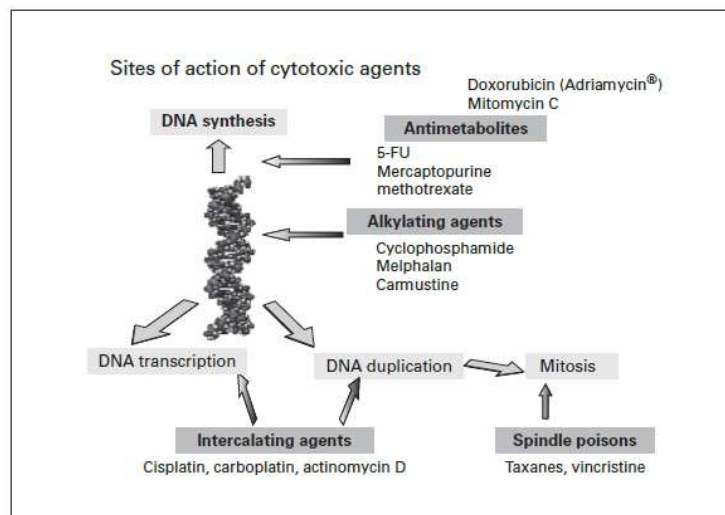 Sites of action of cytotoxic agents
Doxorubicin (Adriamycin®)
Mitomycin C
DNA synthesis
Antimetabolites
5-FU
Mercaptopurine
methotrexate
Alkylating agents
Cyclophosphamide
Melphalan
Carmustine
DNA transcription
DNA duplication
Mitosis
Intercalating agents
Cisplatin, carboplatin, actinomycin D
Spindle poisons
Taxanes, vincristine